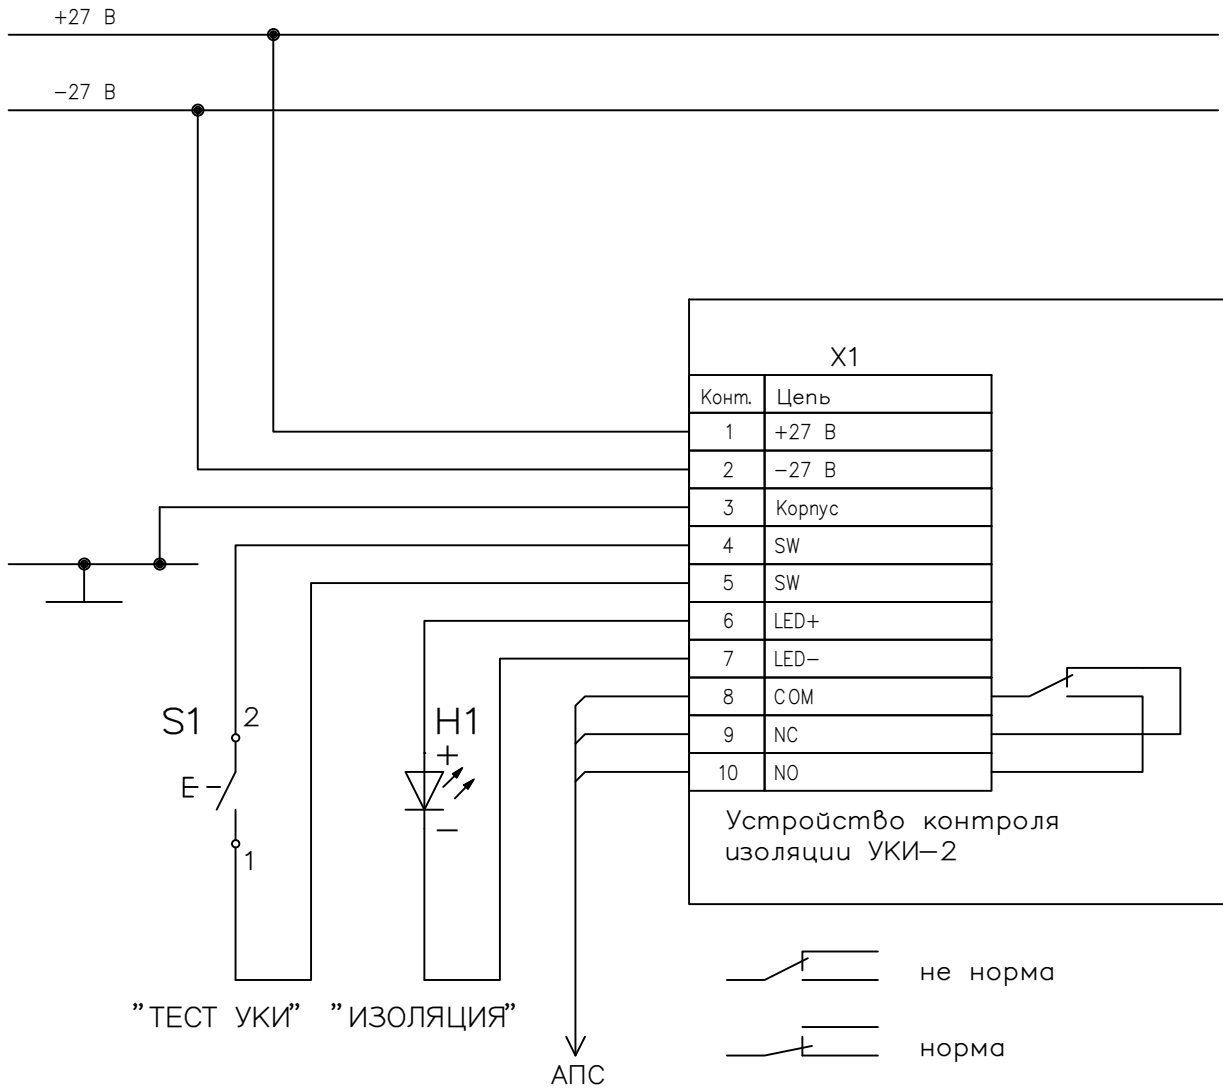 +27 В
-27 В
X1
Конт. Цепь
1 +27 В
2 -27 В
3 Корпус
4 SW
5 SW
6 LED+
7 LED-
8 COM
9 NC
10 NO
S1 2
H1
+
-
1
Устройство контроля
изоляции УКИ-2
не норма
"ТЕСТ УКИ" "ИЗОЛЯЦИЯ"
норма
АПС